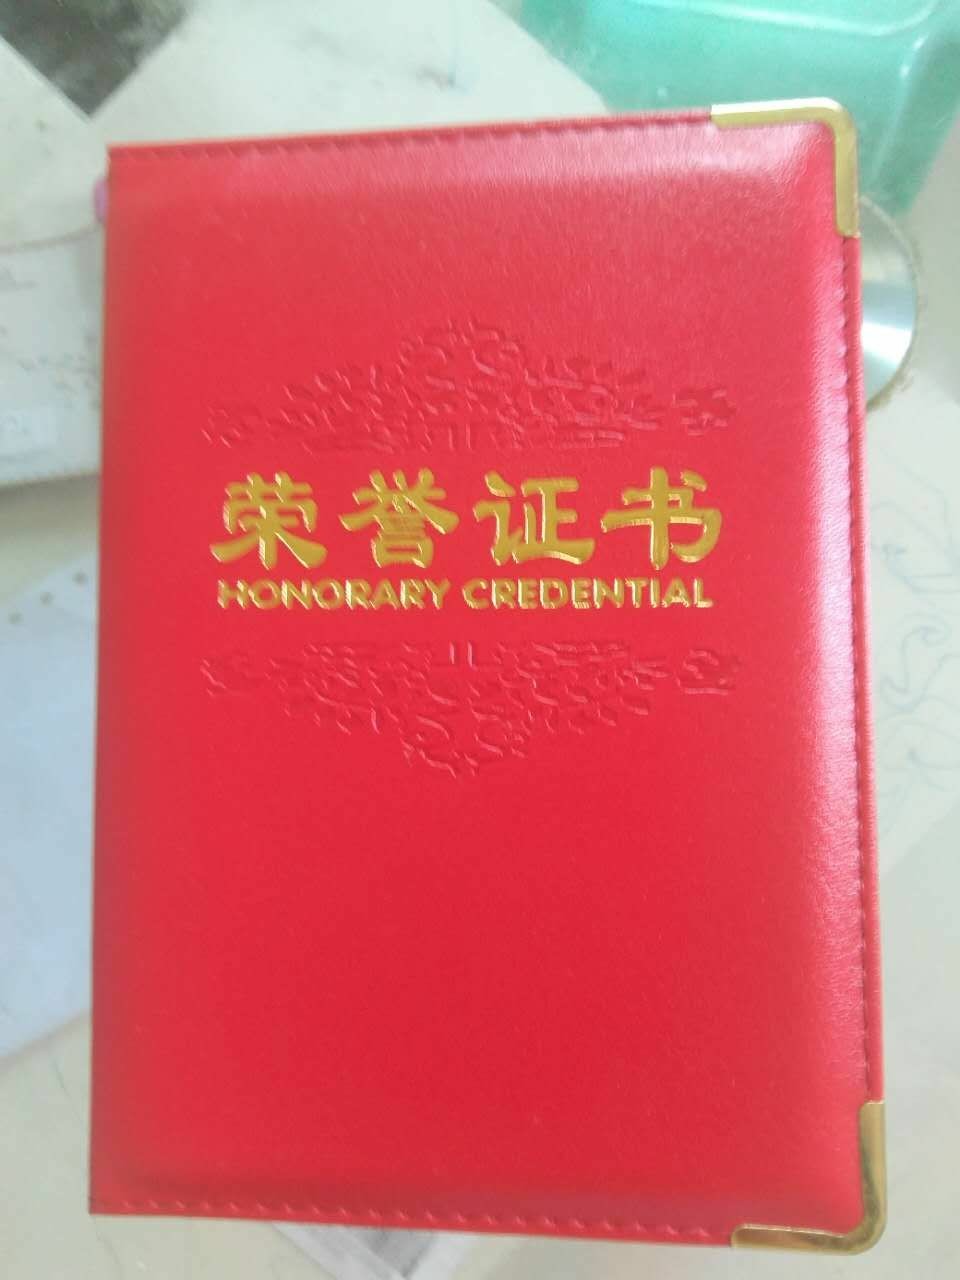 荣誉证书
HONORARY CREDENTIAL